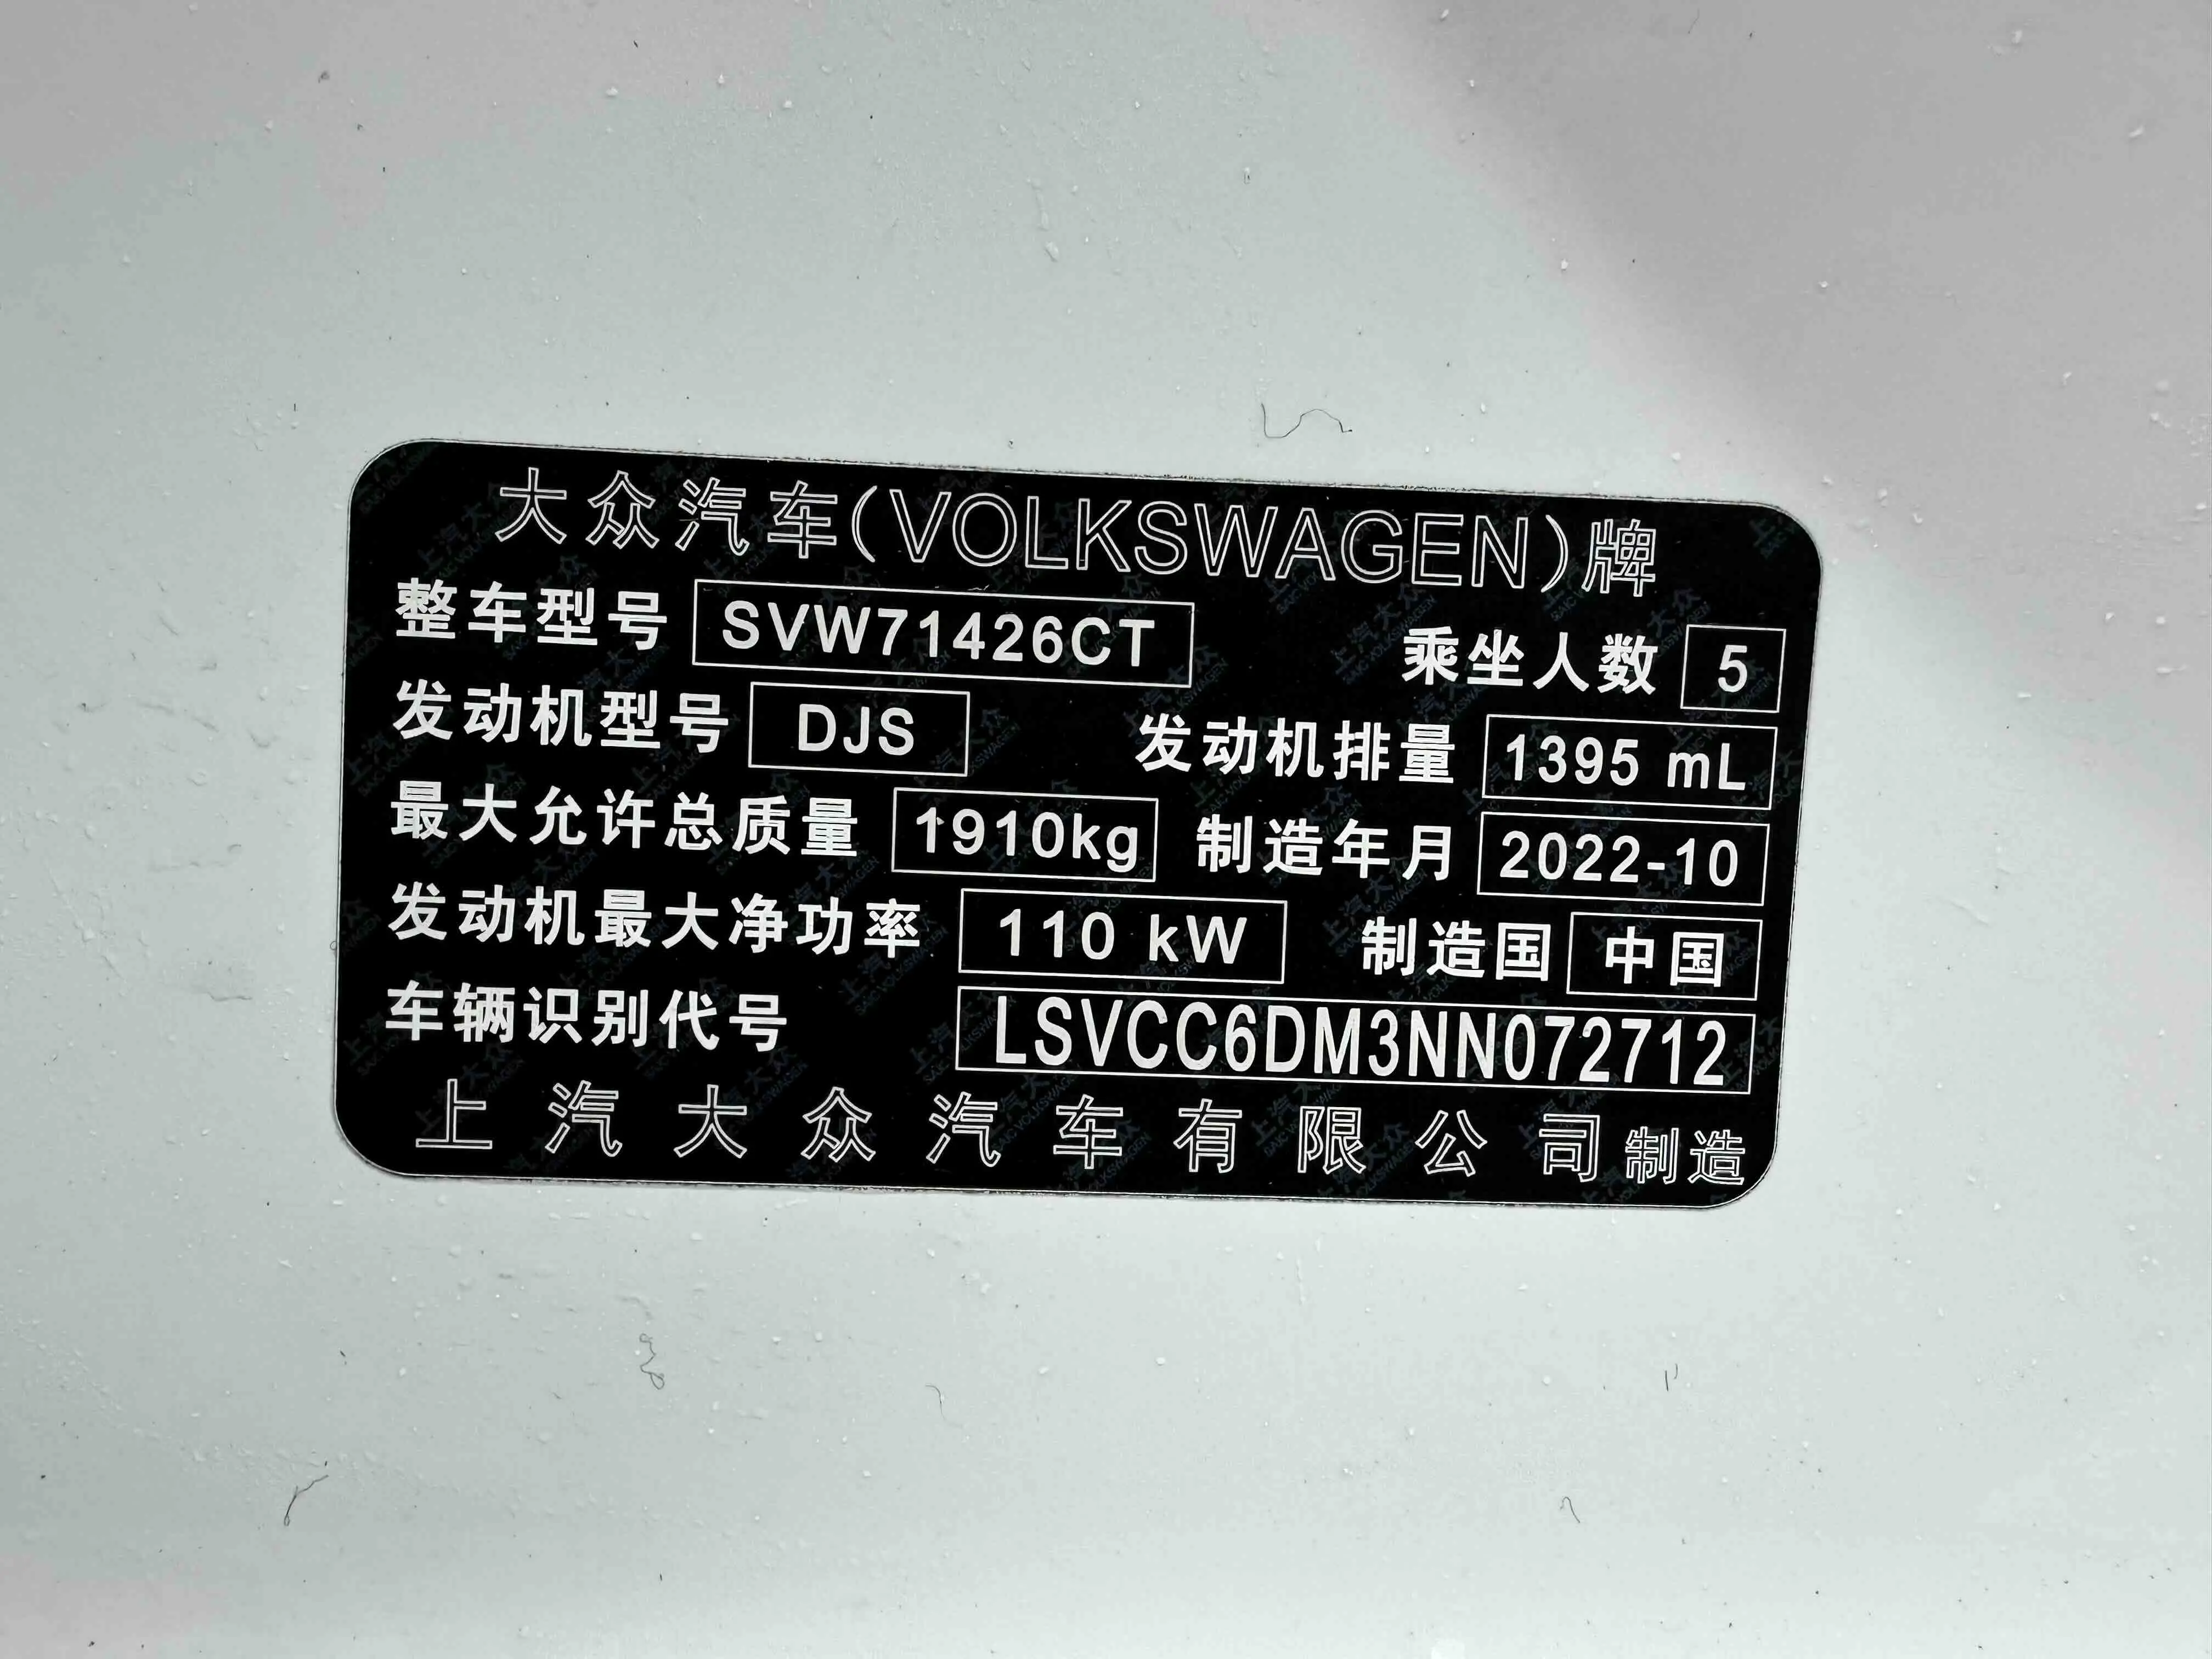 大众汽车(VOLKSWAGEN)牌
整车型号 SVW71426CT 乘坐人数 5
发动机型号 DJS 发动机排量 1395 mL
最大允许总质量 1910kg 制造年月 2022-10
发动机最大净功率 110 kW 制造国 中国
车辆识别代号 LSVCC6DM3NN072712
上汽大众汽车有限公司制造